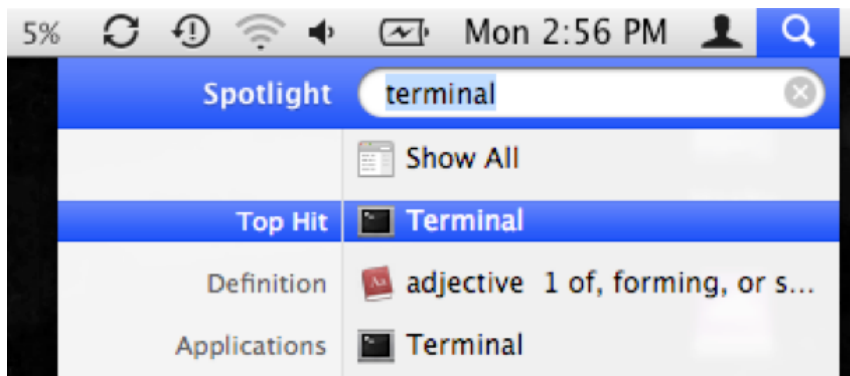 5% Mon 2:56 PM
Spotlight terminal
Show All
Top Hit Terminal
Definition adjective 1 of, forming, or s...
Applications Terminal